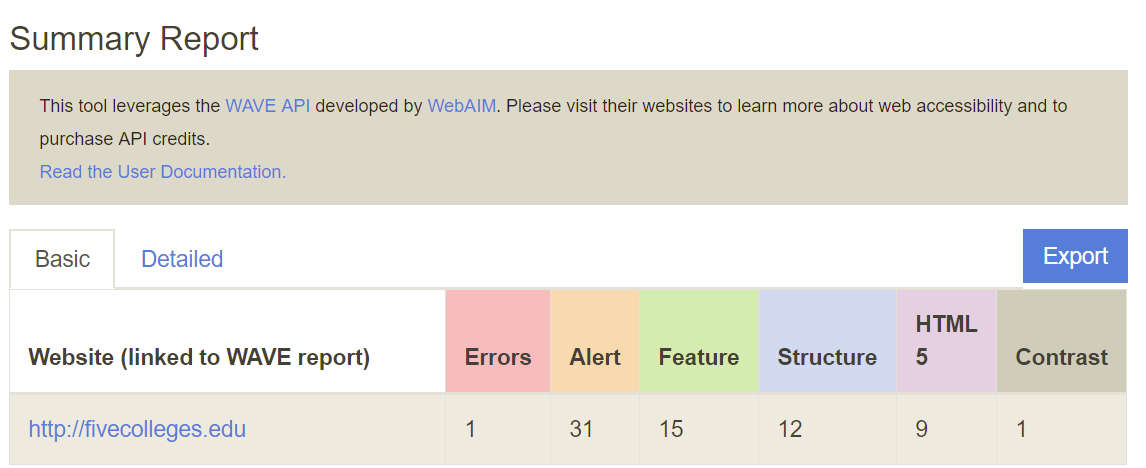 Summary Report
This tool leverages the WAVE API developed by WebAIM. Please visit their websites to learn more about web accessibility and to
purchase API credits.
Read the User Documentation.
Basic Detailed Export
Website (linked to WAVE report) Errors Alert Feature Structure HTML 5 Contrast
http://fivecolleges.edu 1 31 15 12 9 1